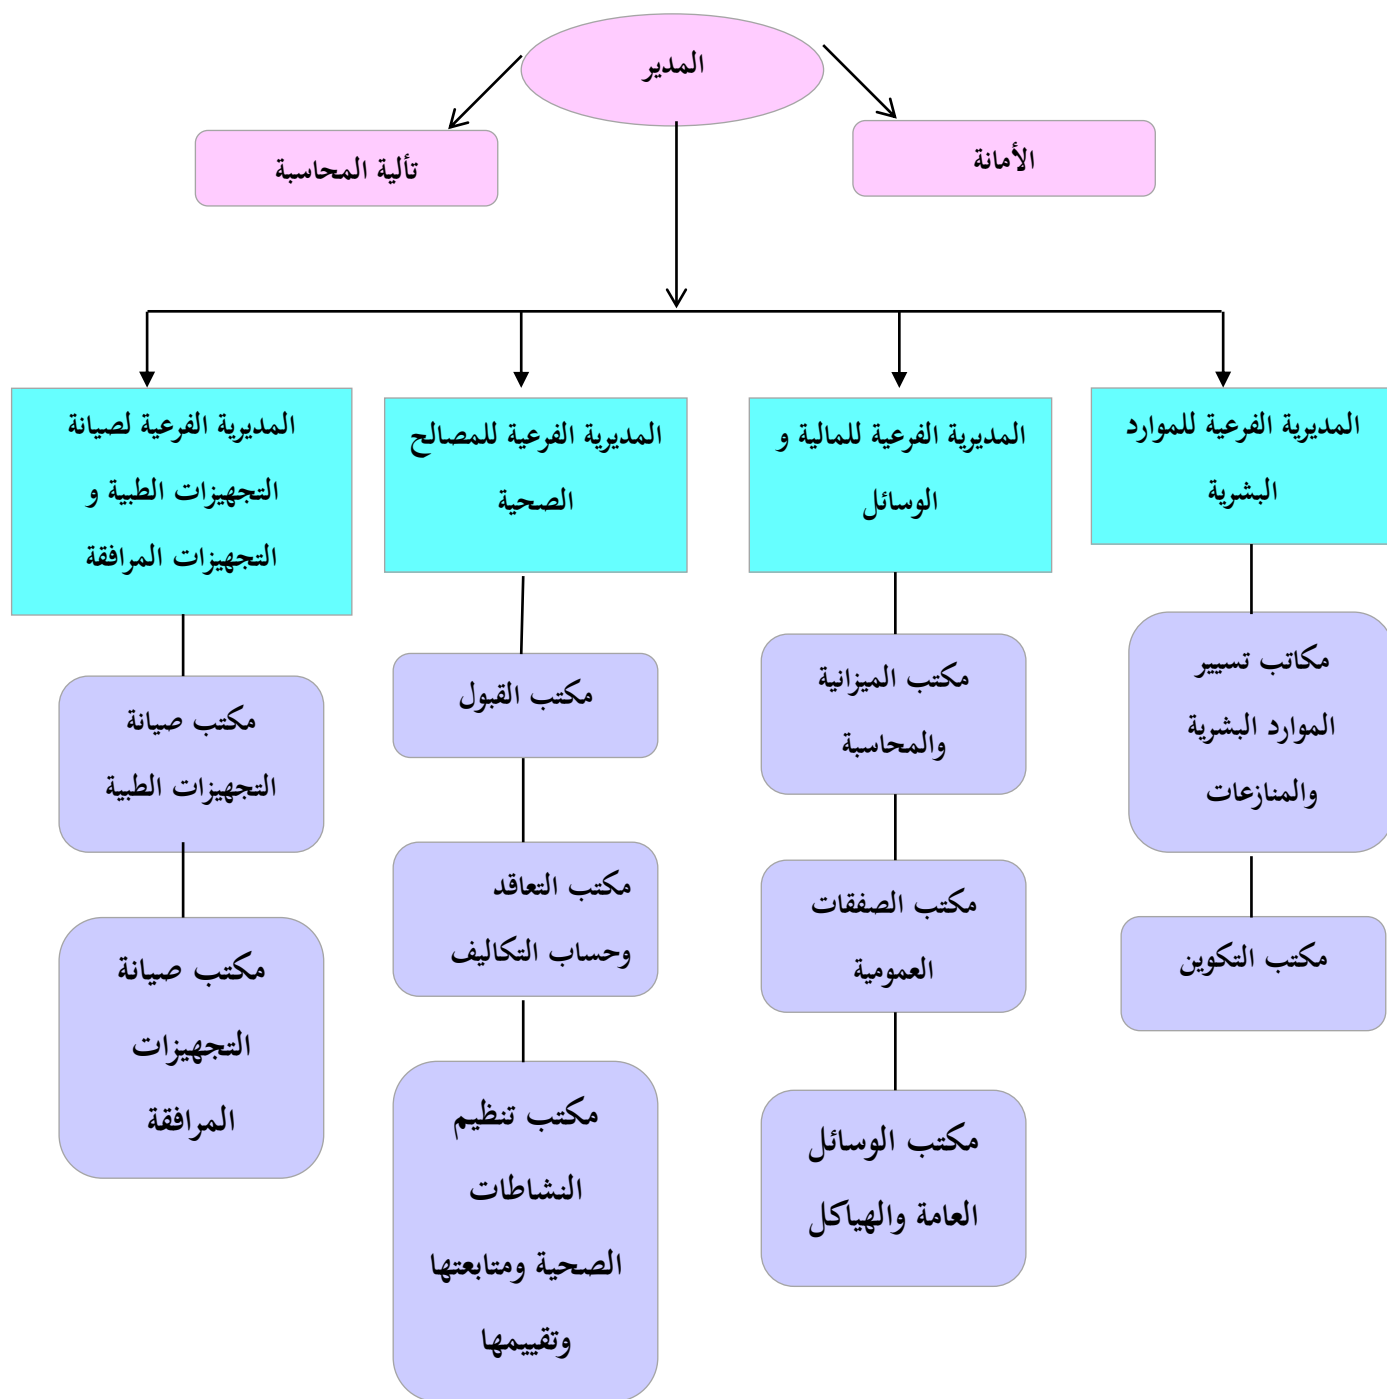 المدير
الأمانة
تألية المحاسبة
المديرية الفرعية للموارد
البشرية
المديرية الفرعية للمالية و
الوسائل
المديرية الفرعية للمصالح
الصحية
المديرية الفرعية لصيانة
التجهيزات الطبية و
التجهيزات المرافقة
مكاتب تسيير
الموارد البشرية
والمنازعات
مكتب التكوين
مكتب الميزانية
والمحاسبة
مكتب الصفقات
العمومية
مكتب الوسائل
العامة والهياكل
مكتب القبول
مكتب التعاقد
وحساب التكاليف
مكتب تنظيم
النشاطات
الصحية ومتابعتها
وتقييمها
مكتب صيانة
التجهيزات الطبية
مكتب صيانة
التجهيزات
المرافقة